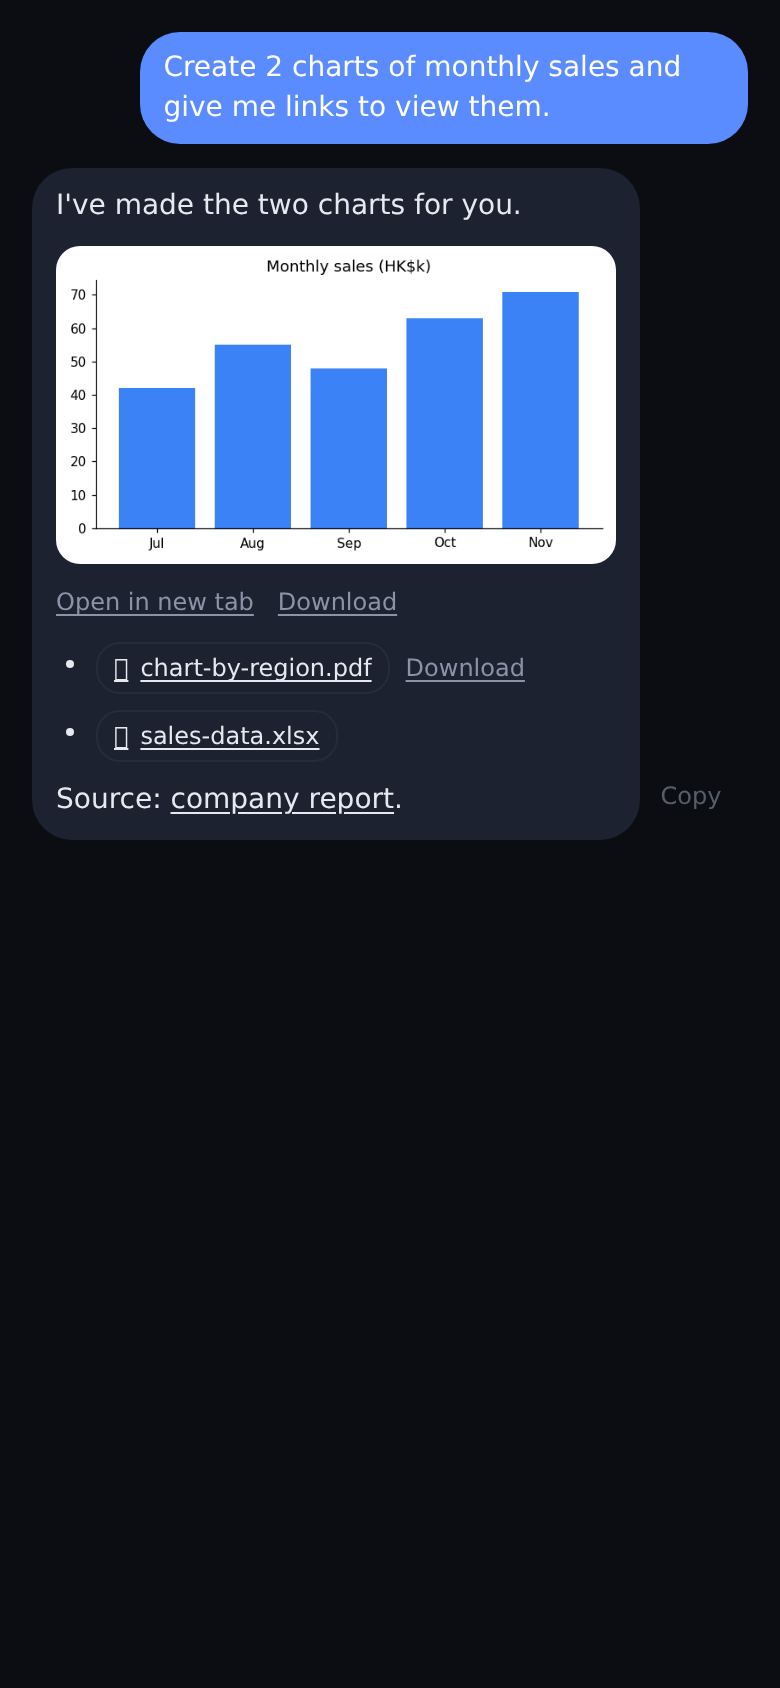 Create 2 charts of monthly sales and
give me links to view them.
I've made the two charts for you.
Monthly sales (HK$k)
70
60
50
40
30
20
10
0
Jul Aug Sep Oct Nov
Open in new tab Download
• chart-by-region.pdf Download
• sales-data.xlsx
Source: company report.
Copy